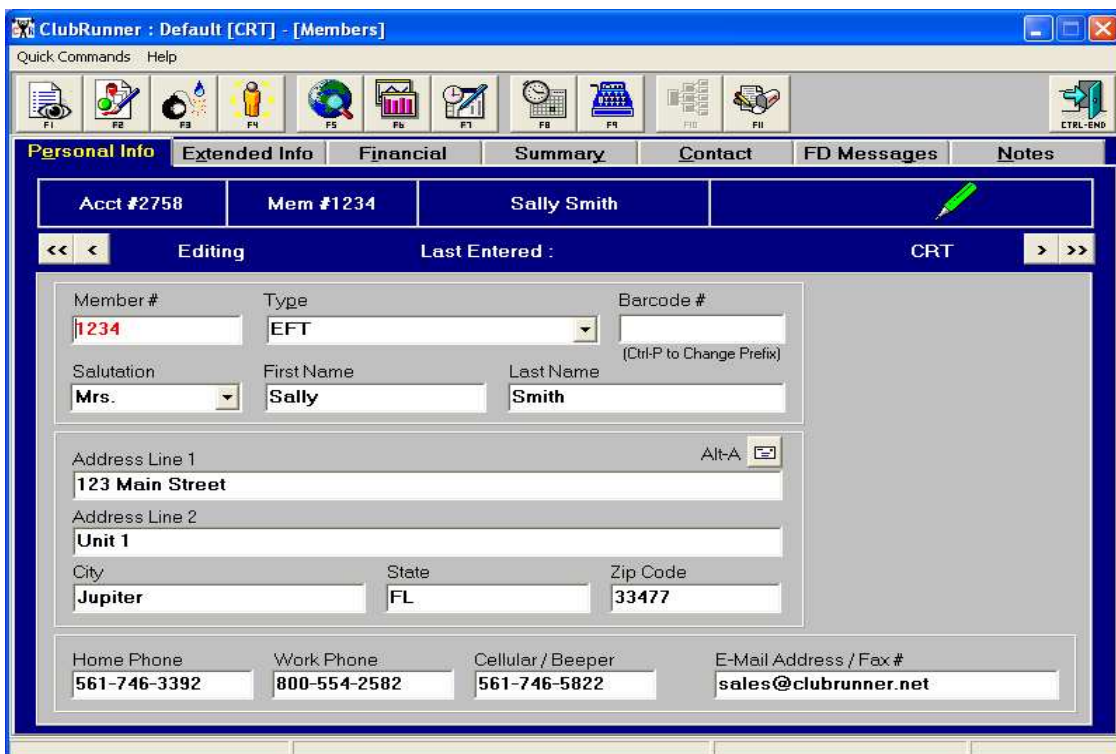 ClubRunner : Default [CRT] - [Members]
Quick Commands Help
F1 F2 F3 F4 F5 F6 F7 F8 F9 F10 F11 CTRL-END
Personal Info Extended Info Financial Summary Contact FD Messages Notes
Acct #2758 Mem #1234 Sally Smith
<< < Editing Last Entered : CRT > >>
Member # Type Barcode #
1234 EFT
(Ctrl-P to Change Prefix)
Salutation First Name Last Name
Mrs. Sally Smith
Address Line 1 Alt-A
123 Main Street
Address Line 2
Unit 1
City State Zip Code
Jupiter FL 33477
Home Phone Work Phone Cellular / Beeper E-Mail Address / Fax #
561-746-3392 800-554-2582 561-746-5822 sales@clubrunner.net